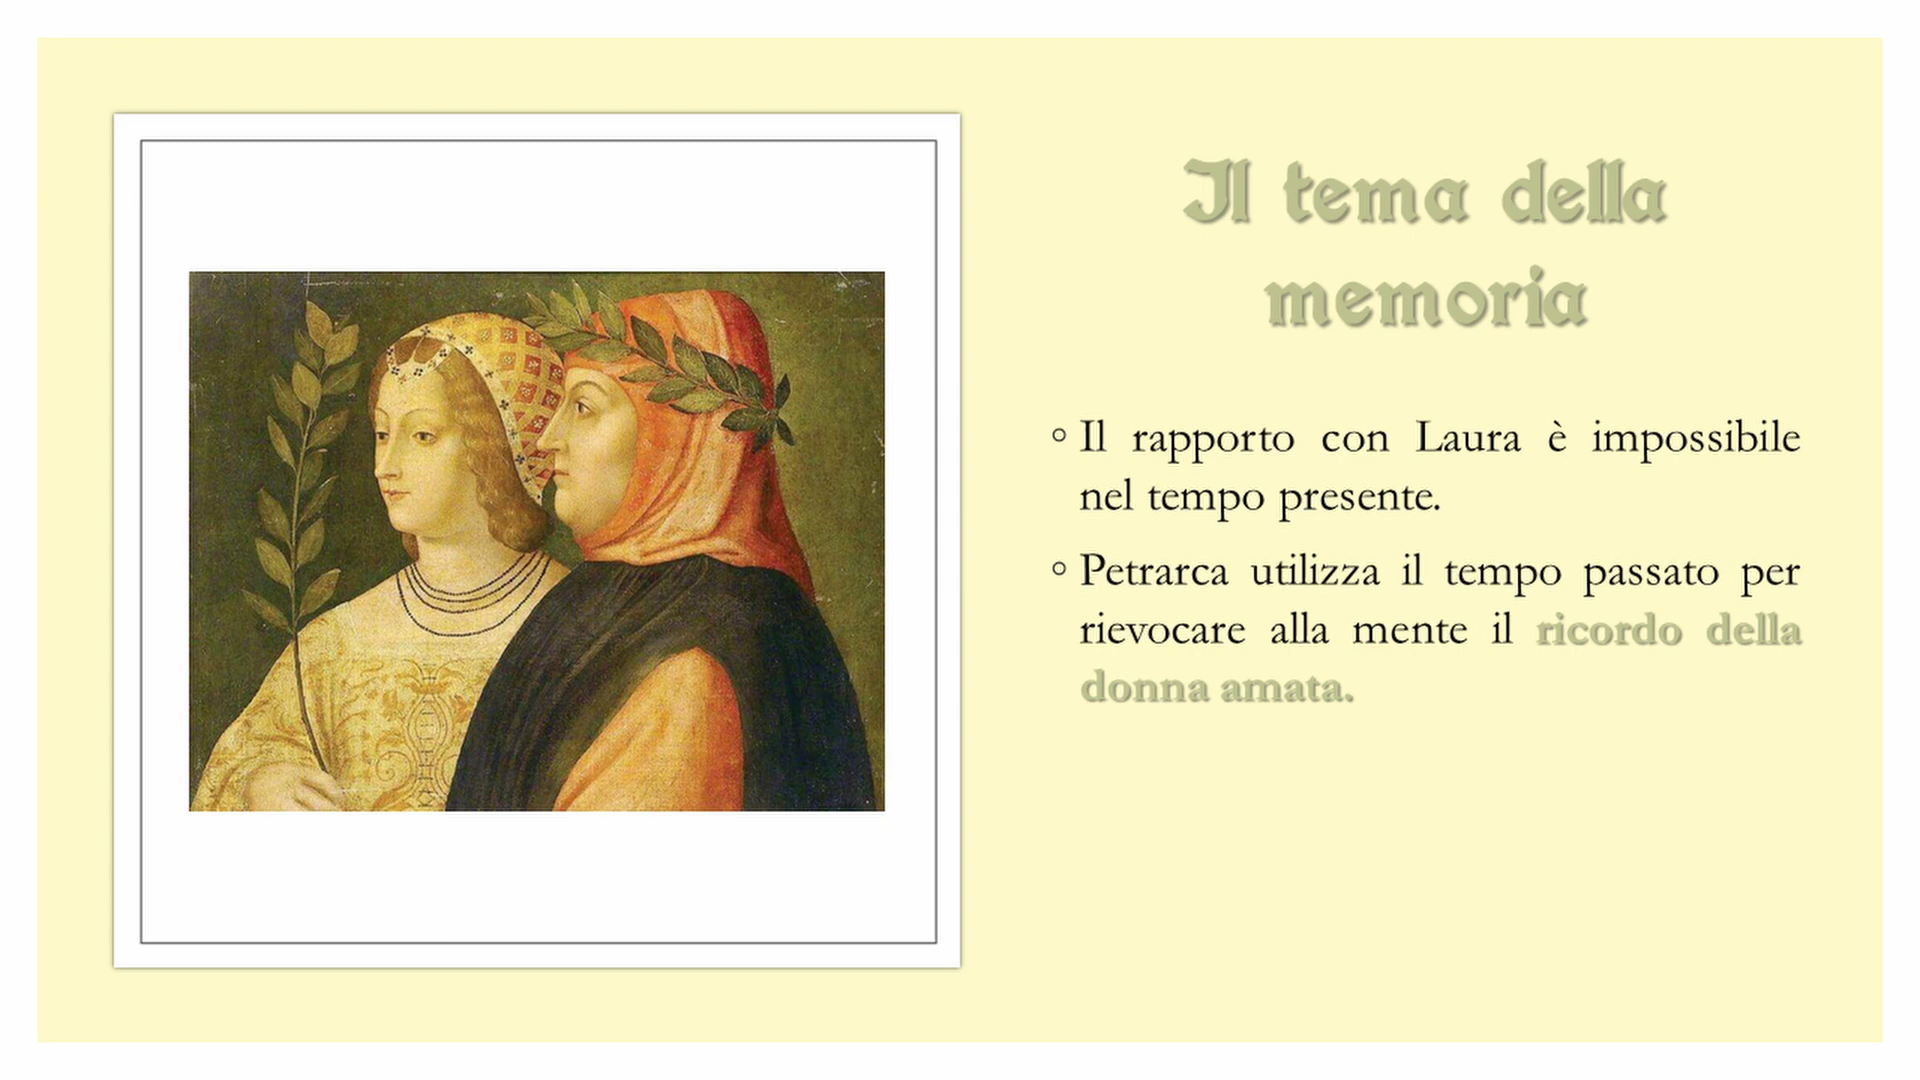 Il tema della
memoria
◦ Il rapporto con Laura è impossibile
nel tempo presente.
◦ Petrarca utilizza il tempo passato per
rievocare alla mente il ricordo della
donna amata.